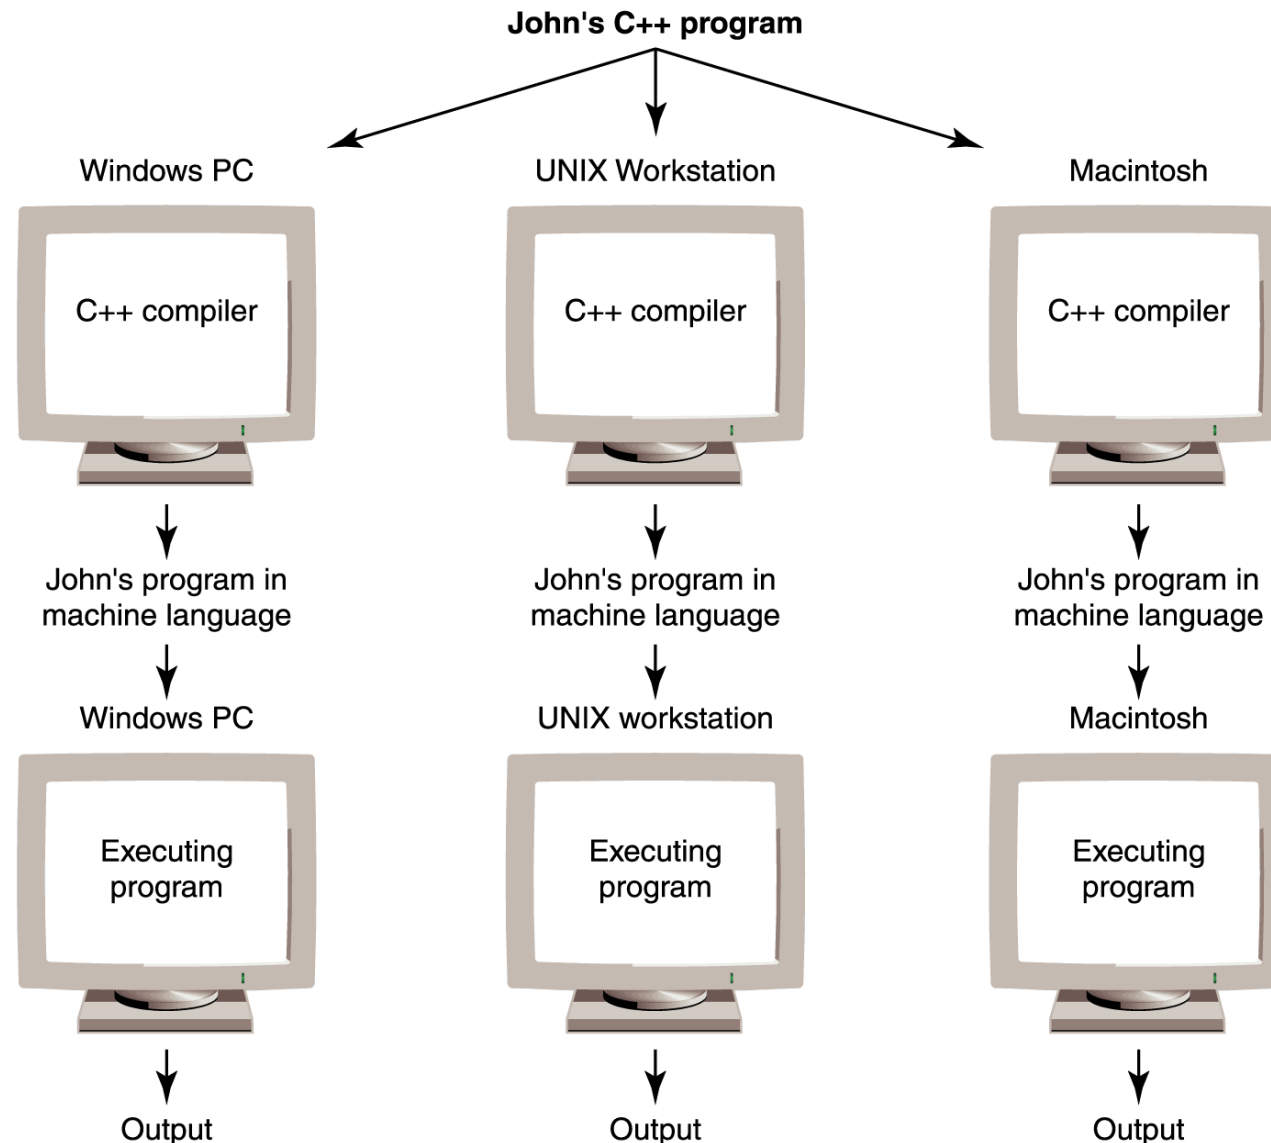 John's C++ program
Windows PC
UNIX Workstation
Macintosh
C++ compiler
C++ compiler
C++ compiler
John's program in
machine language
John's program in
machine language
John's program in
machine language
Windows PC
UNIX workstation
Macintosh
Executing
program
Executing
program
Executing
program
Output
Output
Output